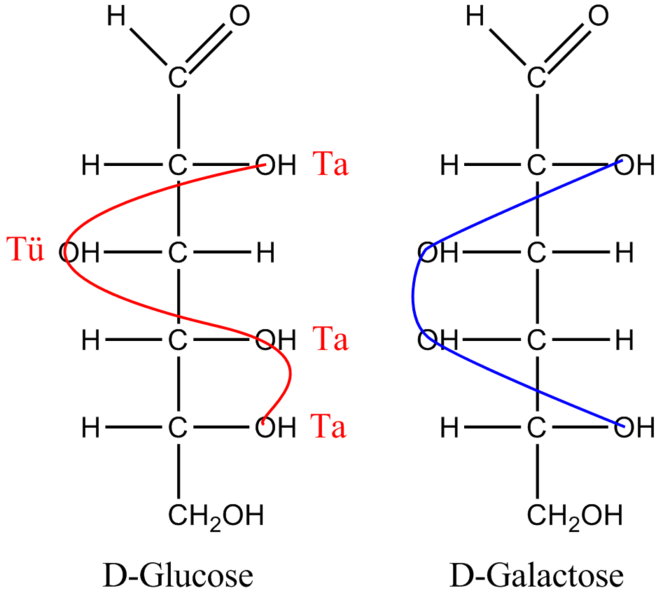 H O H O
C C
H C OH Ta H C OH
Tü OH C H OH C H
H C OH Ta OH C H
H C OH Ta H C OH
CH₂OH CH₂OH
D-Glucose D-Galactose